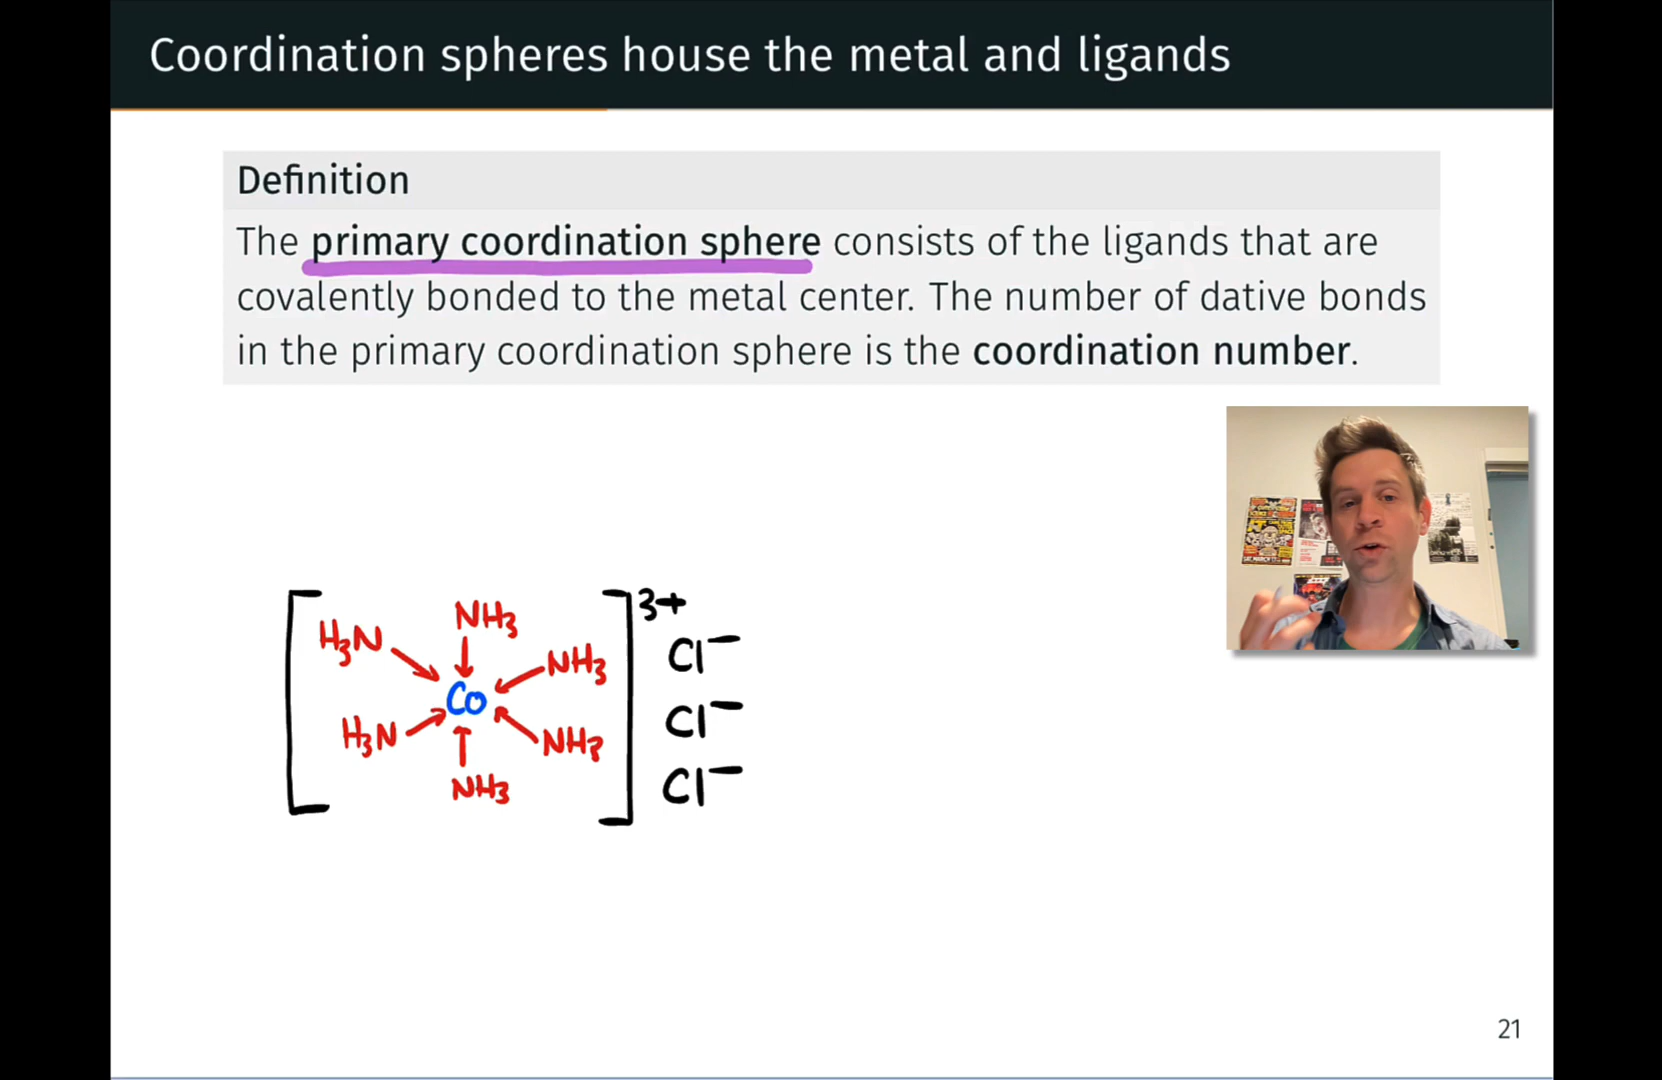 Coordination spheres house the metal and ligands
Definition
The primary coordination sphere consists of the ligands that are
covalently bonded to the metal center. The number of dative bonds
in the primary coordination sphere is the coordination number.
3+
H3N NH3 NH3
Cl−
Co
Cl−
H3N NH3
NH3 Cl−
21